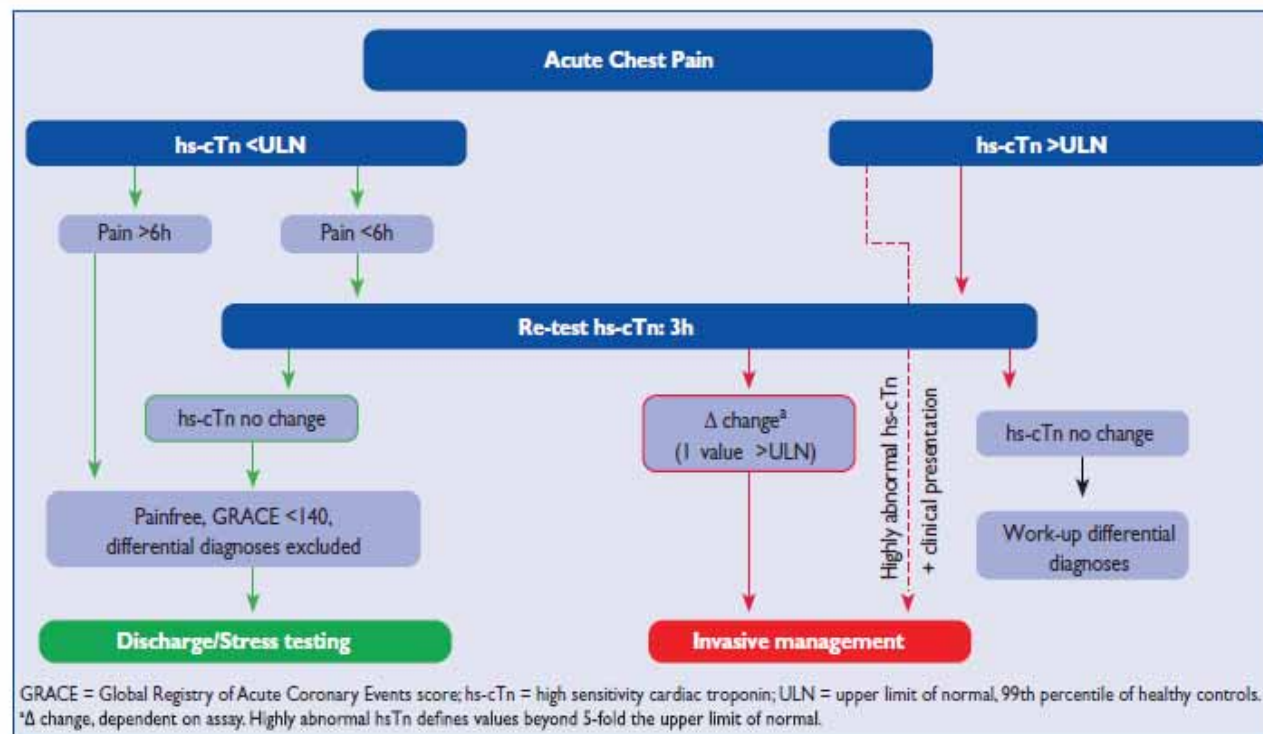 Acute Chest Pain
hs-cTn <ULN
hs-cTn >ULN
Pain >6h
Pain <6h
Re-test hs-cTn: 3h
hs-cTn no change
Δ changeᵃ
(1 value >ULN)
Highly abnormal hs-cTn
+ clinical presentation
hs-cTn no change
Painfree, GRACE <140,
differential diagnoses excluded
Work-up differential
diagnoses
Discharge/Stress testing
Invasive management
GRACE = Global Registry of Acute Coronary Events score; hs-cTn = high sensitivity cardiac troponin; ULN = upper limit of normal, 99th percentile of healthy controls.
ᵃΔ change, dependent on assay. Highly abnormal hsTn defines values beyond 5-fold the upper limit of normal.